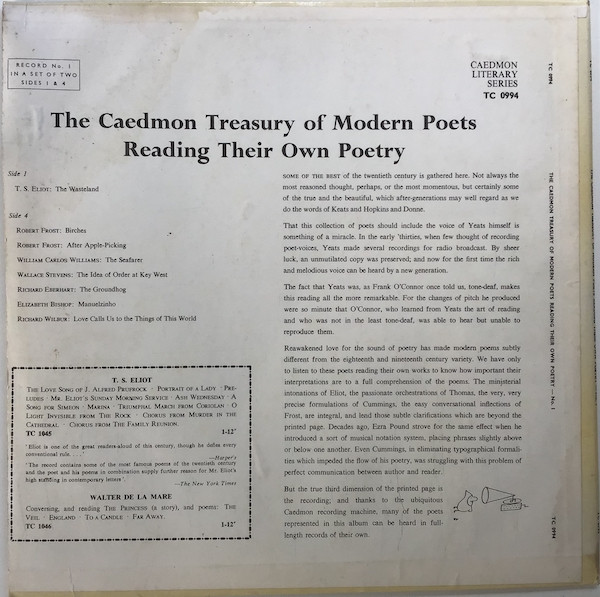 RECORD No. 1
IN A SET OF TWO
SIDES 1 & 4
CAEDMON
LITERARY
SERIES
TC 0994
The Caedmon Treasury of Modern Poets
Reading Their Own Poetry
Side 1
T. S. ELIOT: The Wasteland
Side 4
ROBERT FROST: Birches
ROBERT FROST: After Apple-Picking
WILLIAM CARLOS WILLIAMS: The Seafarer
WALLACE STEVENS: The Idea of Order at Key West
RICHARD EBERHART: The Groundhog
ELIZABETH BISHOP: Manuelzinho
RICHARD WILBUR: Love Calls Us to the Things of This World
T. S. ELIOT
THE LOVE SONG OF J. ALFRED PRUFROCK · PORTRAIT OF A LADY · PRE-
LUDES · MR. ELIOT'S SUNDAY MORNING SERVICE · ASH WEDNESDAY · A
SONG FOR SIMEON · MARINA · TRIUMPHAL MARCH FROM CORIOLAN · O
LIGHT INVISIBLE FROM THE ROCK · CHORUS FROM MURDER IN THE
CATHEDRAL · CHORUS FROM THE FAMILY REUNION.
TC 1045 1-12"
'Eliot is one of the great readers-aloud of this century, though he defies every
conventional rule. . . .'
—Harper's
'The record contains some of the most famous poems of the twentieth century
and the poet and his poems in combination supply further reason for Mr. Eliot's
high standing in contemporary letters'.
—The New York Times
WALTER DE LA MARE
Conversing, and reading THE PRINCESS (a story), and poems: THE
VEIL · ENGLAND · TO A CANDLE · FAR AWAY.
TC 1046 1-12"
SOME OF THE BEST of the twentieth century is gathered here. Not always the
most reasoned thought, perhaps, or the most momentous, but certainly some
of the true and the beautiful, which after-generations may well regard as we
do the words of Keats and Hopkins and Donne.
That this collection of poets should include the voice of Yeats himself is
something of a miracle. In the early 'thirties, when few thought of recording
poet-voices, Yeats made several recordings for radio broadcast. By sheer
luck, an unmutilated copy was preserved; and now for the first time the rich
and melodious voice can be heard by a new generation.
The fact that Yeats was, as Frank O'Connor once told us, tone-deaf, makes
this reading all the more remarkable. For the changes of pitch he produced
were so minute that O'Connor, who learned from Yeats the art of reading
and who was not in the least tone-deaf, was able to hear but unable to
reproduce them.
Reawakened love for the sound of poetry has made modern poems subtly
different from the eighteenth and nineteenth century variety. We have only
to listen to these poets reading their own works to know how important their
interpretations are to a full comprehension of the poems. The ministerial
intonations of Eliot, the passionate orchestrations of Thomas, the very, very
precise formulations of Cummings, the easy conversational inflections of
Frost, are integral, and lend those subtle clarifications which are beyond the
printed page. Decades ago, Ezra Pound strove for the same effect when he
introduced a sort of musical notation system, placing phrases slightly above
or below one another. Even Cummings, in eliminating typographical formali-
ties which impeded the flow of his poetry, was struggling with this problem of
perfect communication between author and reader.
But the true third dimension of the printed page is
the recording; and thanks to the ubiquitous
Caedmon recording machine, many of the poets
represented in this album can be heard in full-
length records of their own.
TC 0994
THE CAEDMON TREASURY OF MODERN POETS READING THEIR OWN POETRY — No. 1
TC 0994